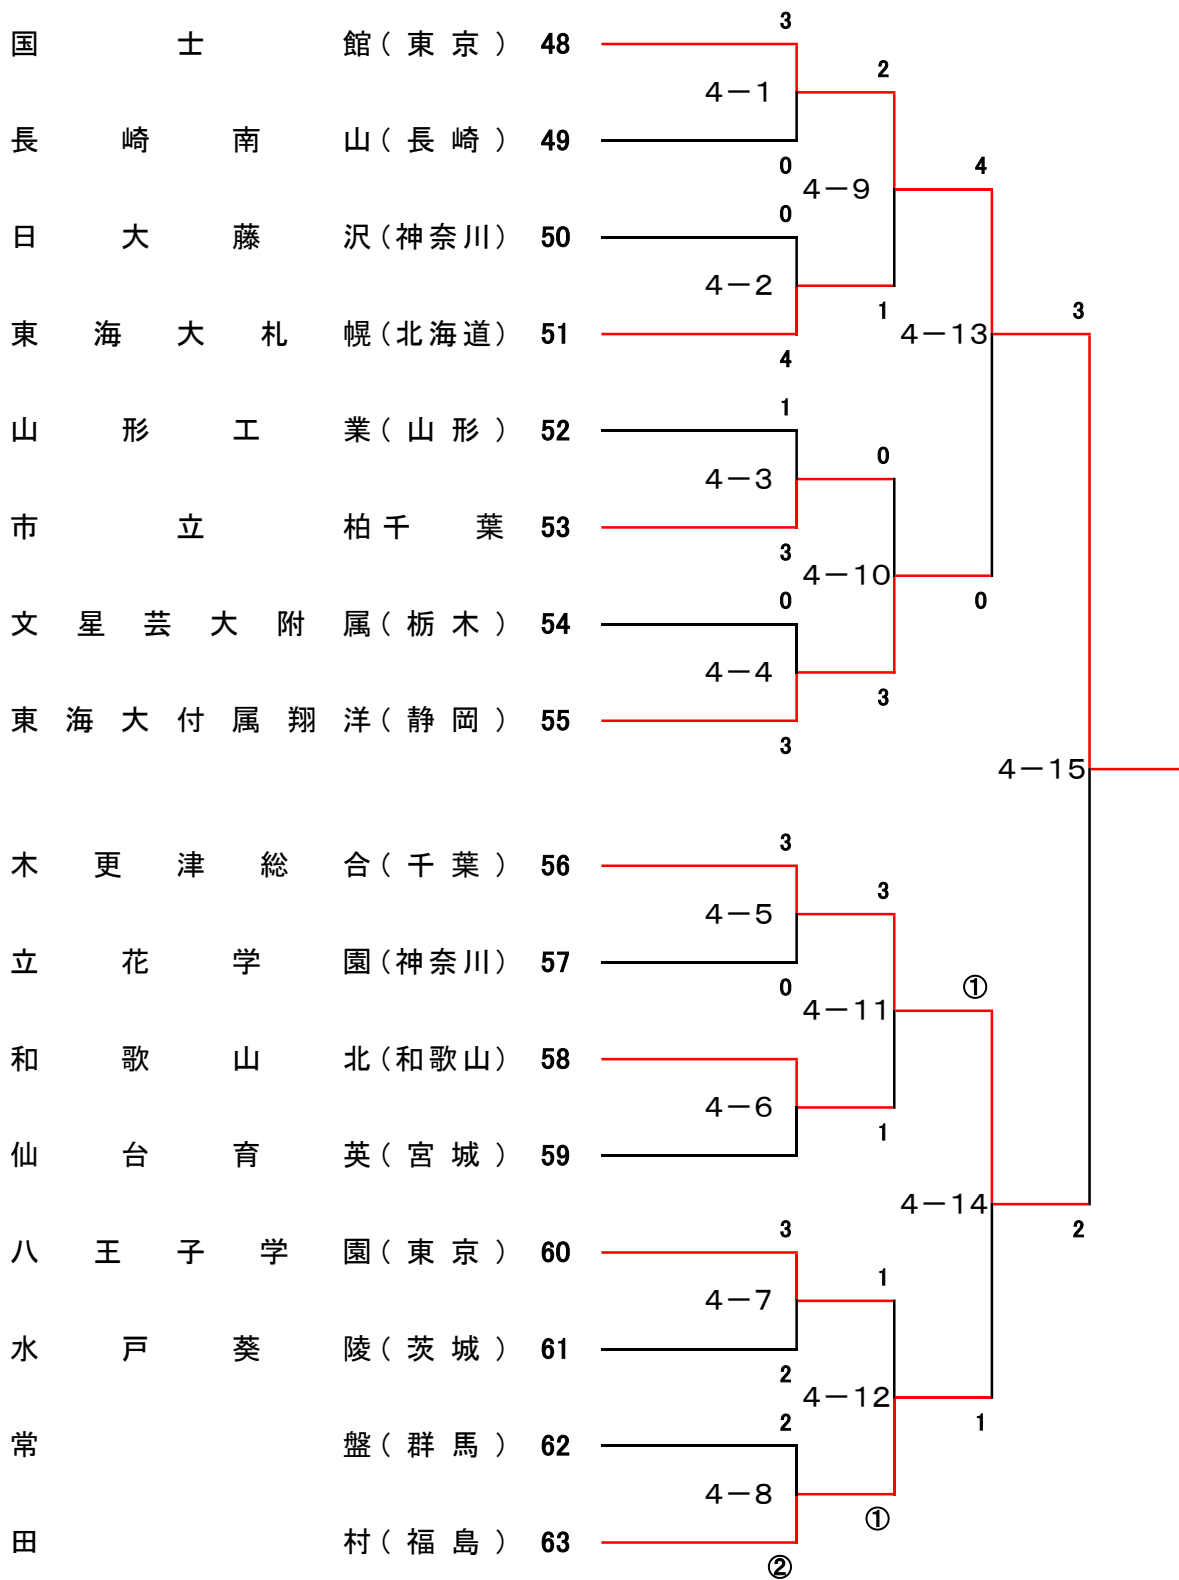 3
国士館(東京) 48
2
4－1
長崎南山(長崎) 49
0
4
4－9
0
日大藤沢(神奈川) 50
4－2
1
3
東海大札幌(北海道) 51
4－13
4
1
山形工業(山形) 52
0
4－3
市立柏千葉 53
3
4－10
0
0
文星芸大附属(栃木) 54
4－4
3
東海大付属翔洋(静岡) 55
3
4－15
3
木更津総合(千葉) 56
3
4－5
立花学園(神奈川) 57
0
①
4－11
和歌山北(和歌山) 58
4－6
1
仙台育英(宮城) 59
4－14
3
2
八王子学園(東京) 60
1
4－7
水戸葵陵(茨城) 61
2
4－12
2
1
常盤(群馬) 62
4－8
①
田村(福島) 63
②